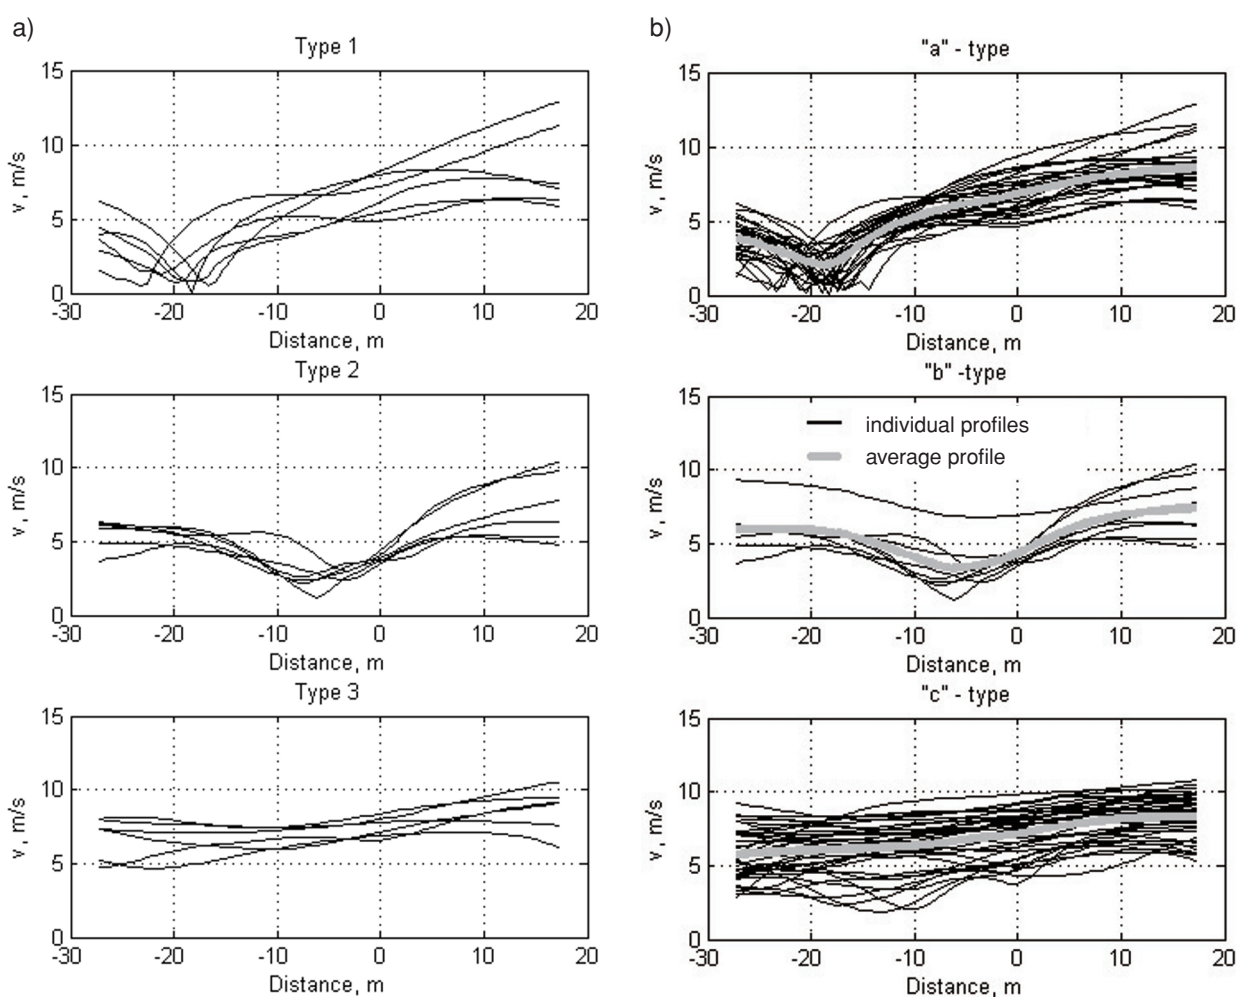 a)
Type 1
v, m/s
15
10
5
0
-30 -20 -10 0 10 20
Distance, m
Type 2
v, m/s
15
10
5
0
-30 -20 -10 0 10 20
Distance, m
Type 3
v, m/s
15
10
5
0
-30 -20 -10 0 10 20
Distance, m
b)
"a" - type
v, m/s
15
10
5
0
-30 -20 -10 0 10 20
Distance, m
"b" -type
individual profiles
average profile
v, m/s
15
10
5
0
-30 -20 -10 0 10 20
Distance, m
"c" - type
v, m/s
15
10
5
0
-30 -20 -10 0 10 20
Distance, m